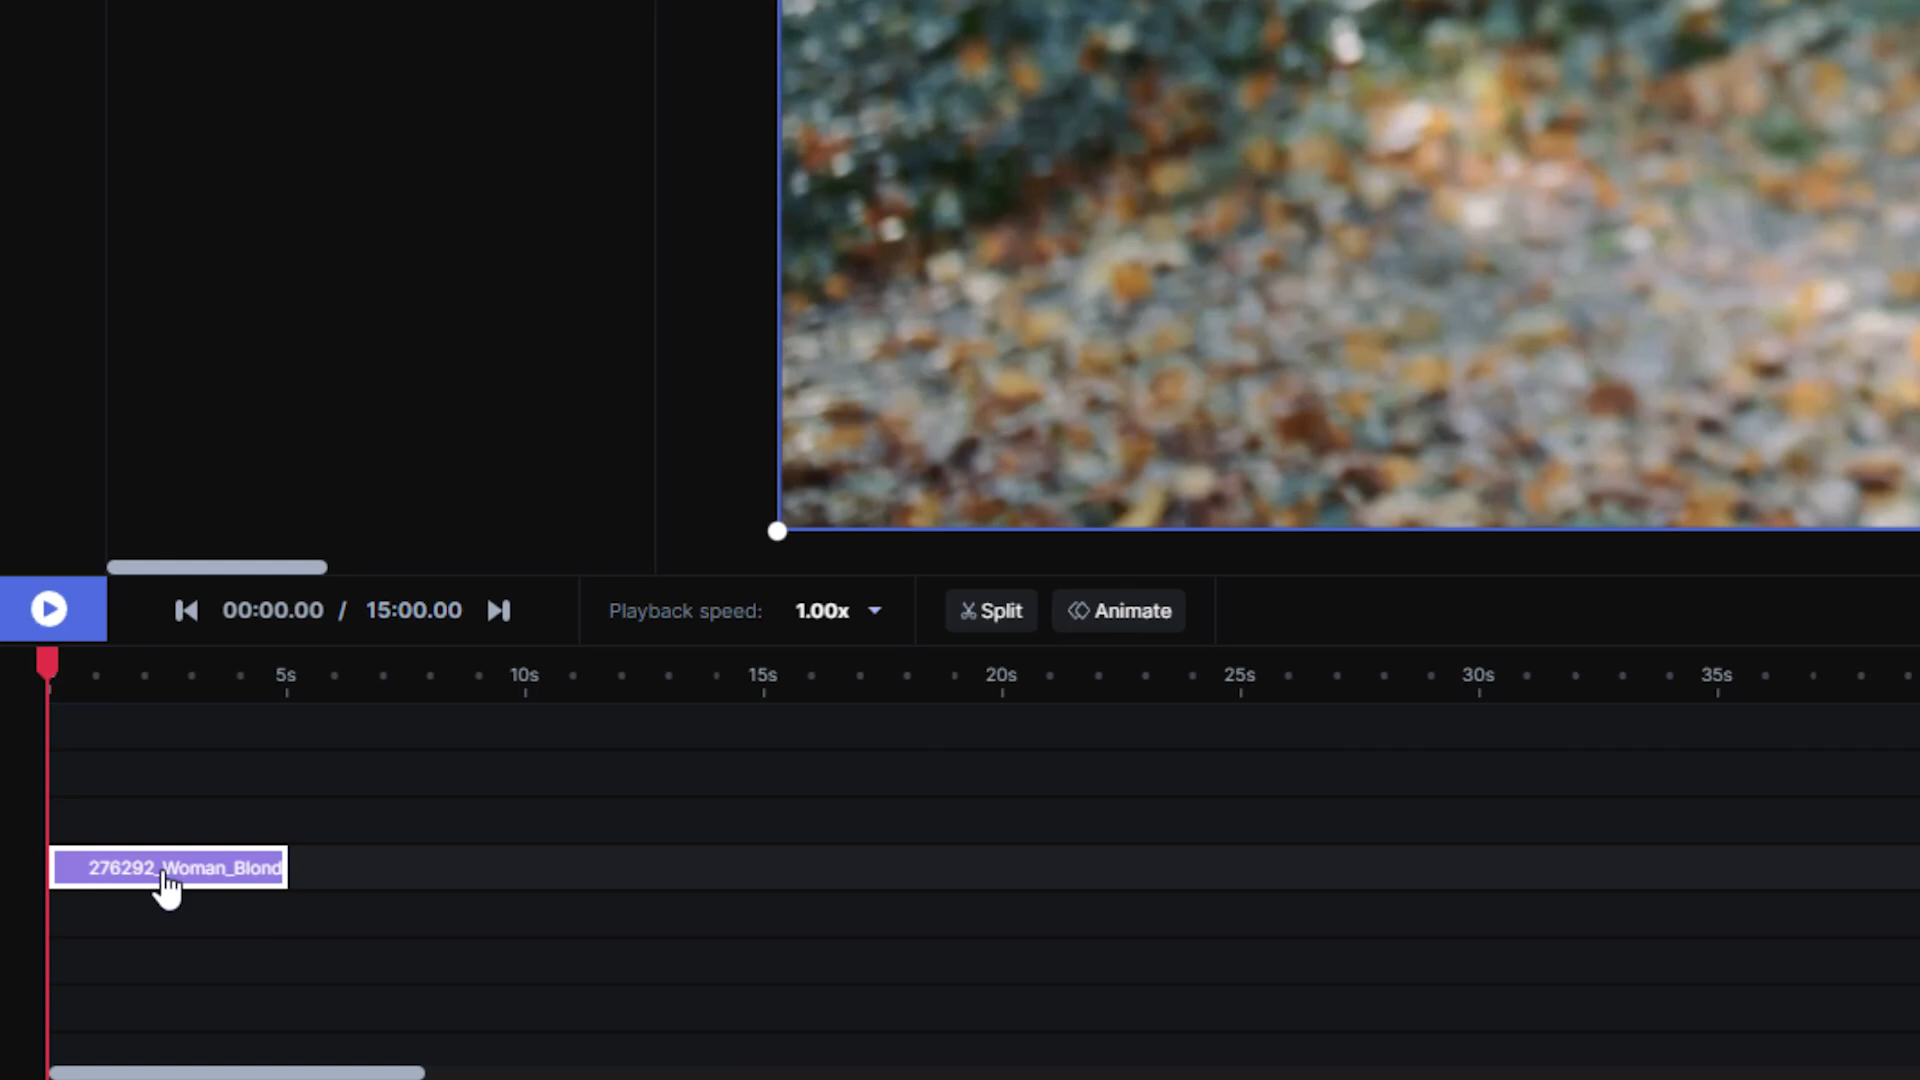 00:00.00 / 15:00.00
Playback speed: 1.00x
Split
Animate
5s 10s 15s 20s 25s 30s 35s
276292_Woman_Blond